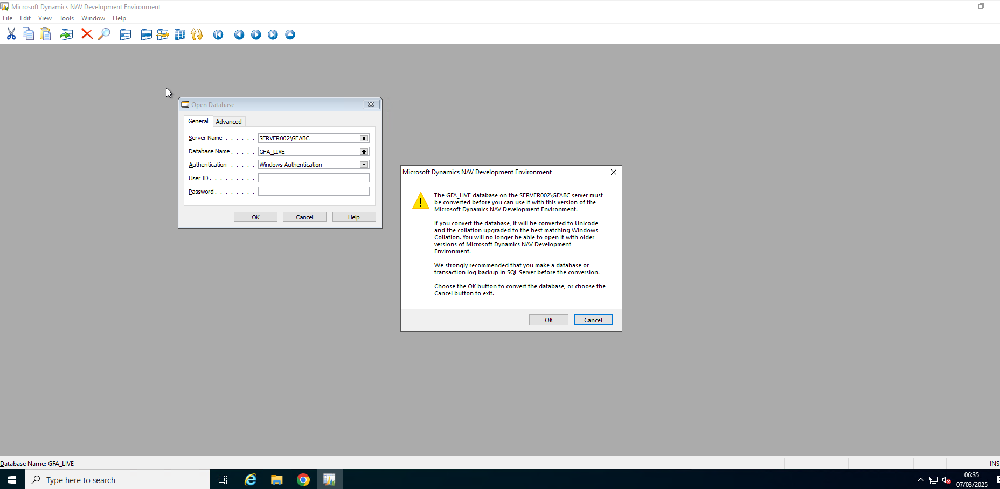 Microsoft Dynamics NAV Development Environment
File Edit View Tools Window Help
Open Database
General Advanced
Server Name . . . . . . SERVER002\GFABC
Database Name . . . . . GFA_LIVE
Authentication . . . . . Windows Authentication
User ID . . . . . . . . .
Password . . . . . . . .
OK Cancel Help
Microsoft Dynamics NAV Development Environment
The GFA_LIVE database on the SERVER002\GFABC server must
be converted before you can use it with this version of the
Microsoft Dynamics NAV Development Environment.
If you convert the database, it will be converted to Unicode
and the collation upgraded to the best matching Windows
Collation. You will no longer be able to open it with older
versions of Microsoft Dynamics NAV Development
Environment.
We strongly recommended that you make a database or
transaction log backup in SQL Server before the conversion.
Choose the OK button to convert the database, or choose the
Cancel button to exit.
OK Cancel
Database Name: GFA_LIVE
INS
Type here to search
06:35
07/03/2025